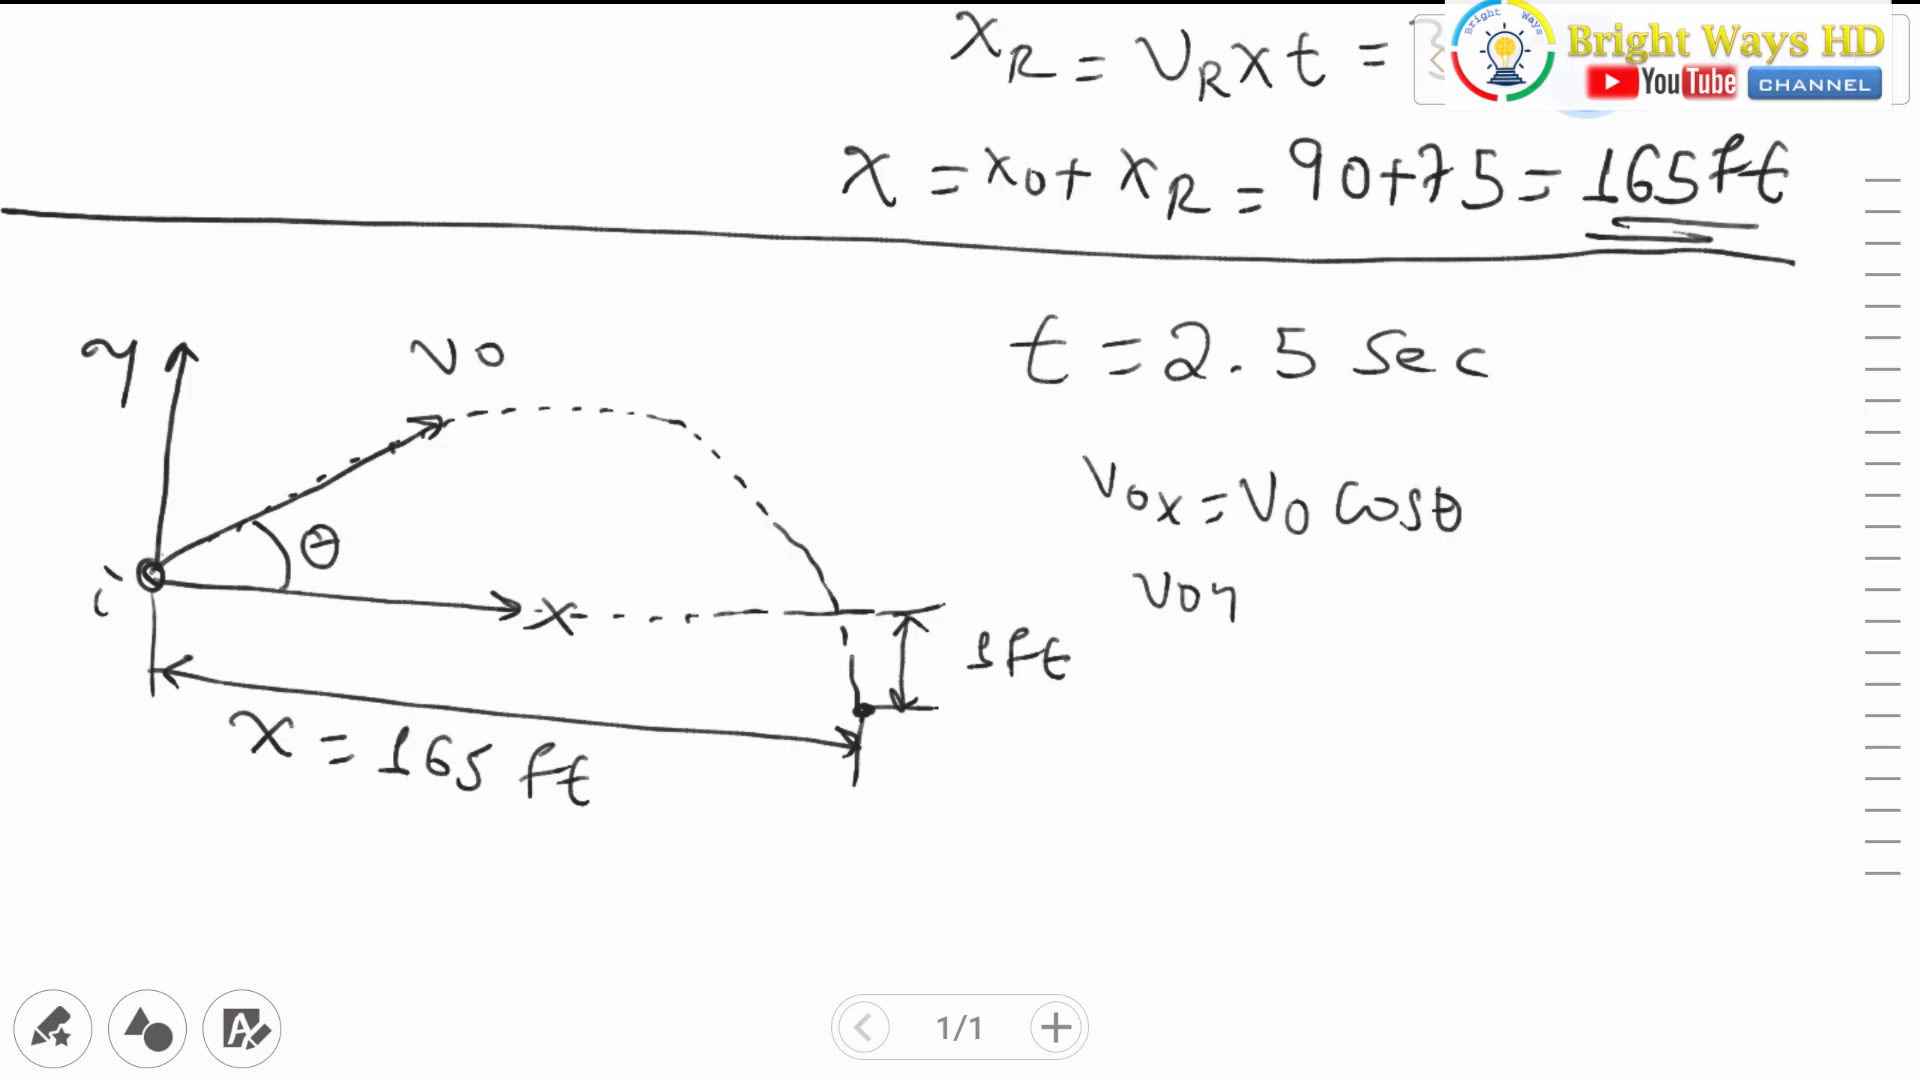 x_R = V_R x t =
Bright Ways
Bright Ways HD
YouTube CHANNEL
x = x_0 + x_R = 90+75 = 165 ft
y
v_0
t = 2.5 sec
V_0x = V_0 cosθ
θ
i
x
V_0y
1 ft
x = 165 ft
A
1/1